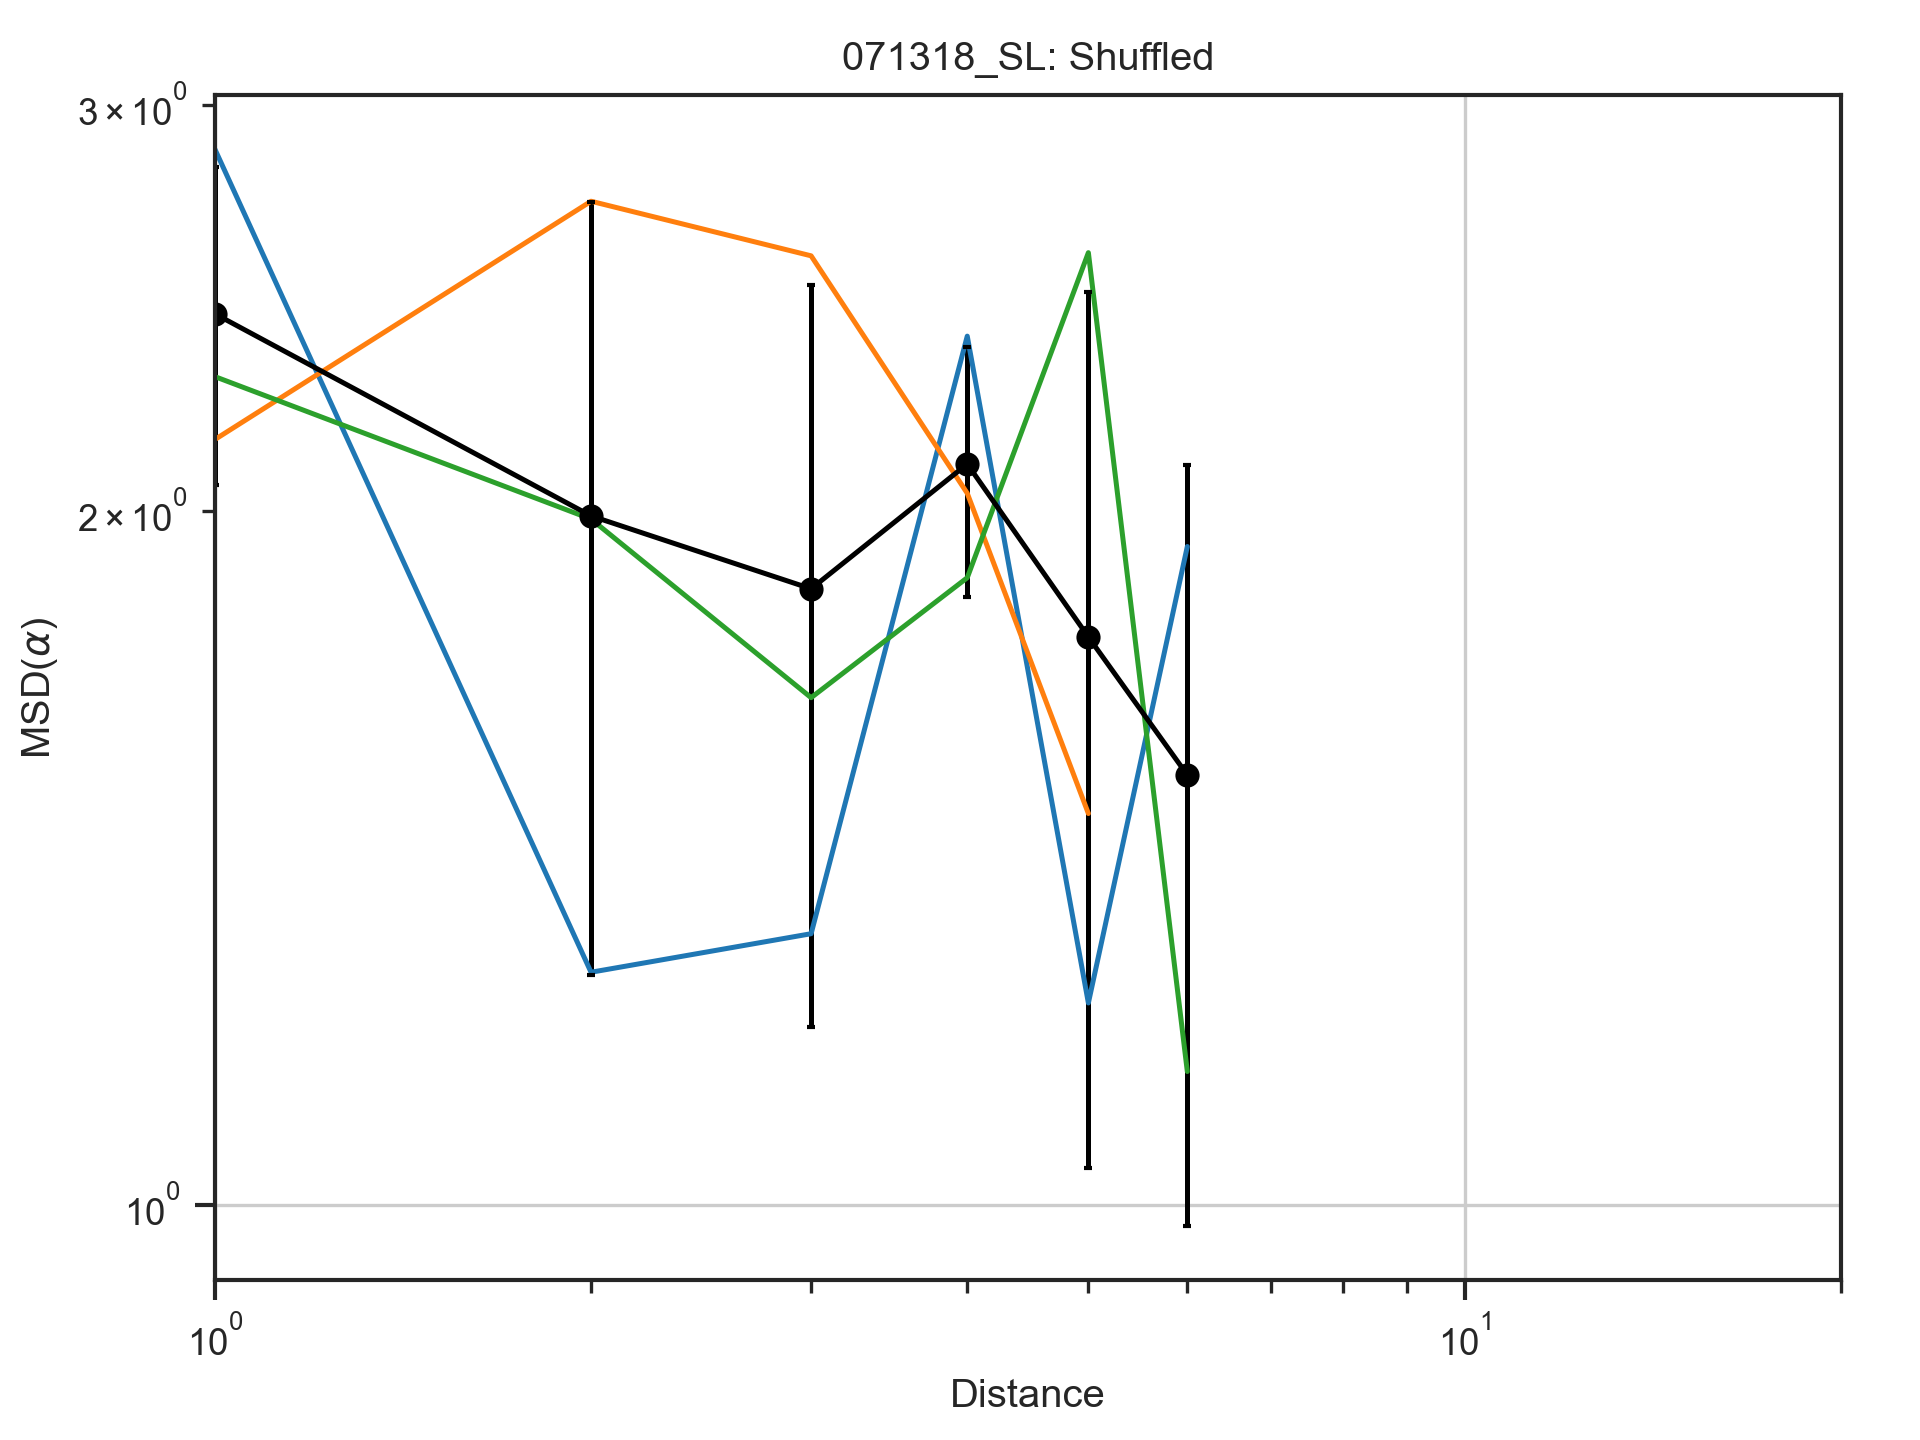 071318_SL: Shuffled
3 × 10⁰
2 × 10⁰
10⁰
MSD(α)
10⁰
10¹
Distance